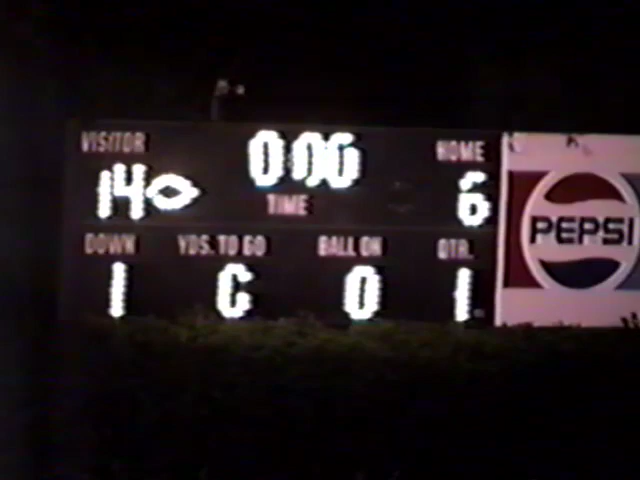 VISITOR 0:06 HOME
14 TIME 6
DOWN YDS. TO GO BALL ON QTR.
1 G 0 1
PEPSI